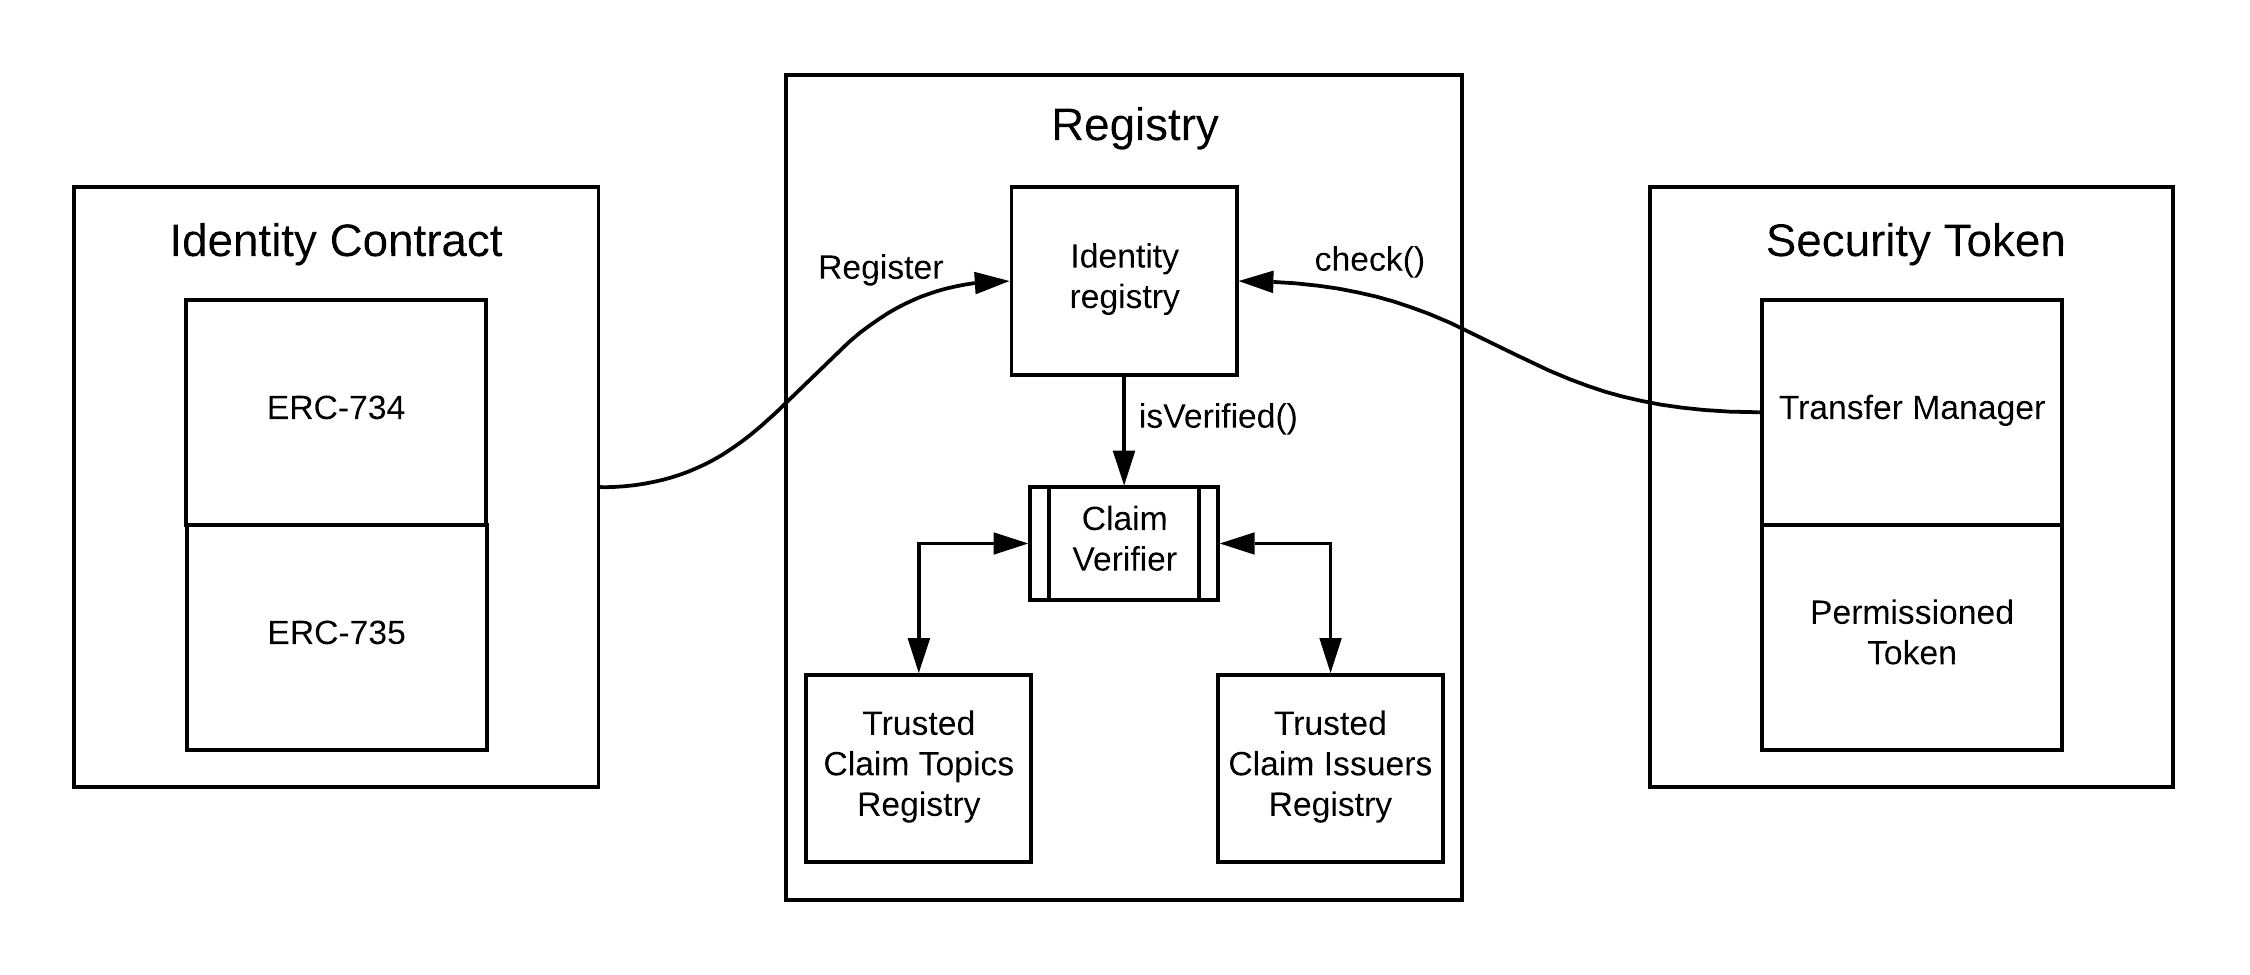 Registry
Identity Contract
ERC-734
ERC-735
Register
Identity
registry
check()
isVerified()
Claim
Verifier
Trusted
Claim Topics
Registry
Trusted
Claim Issuers
Registry
Security Token
Transfer Manager
Permissioned
Token